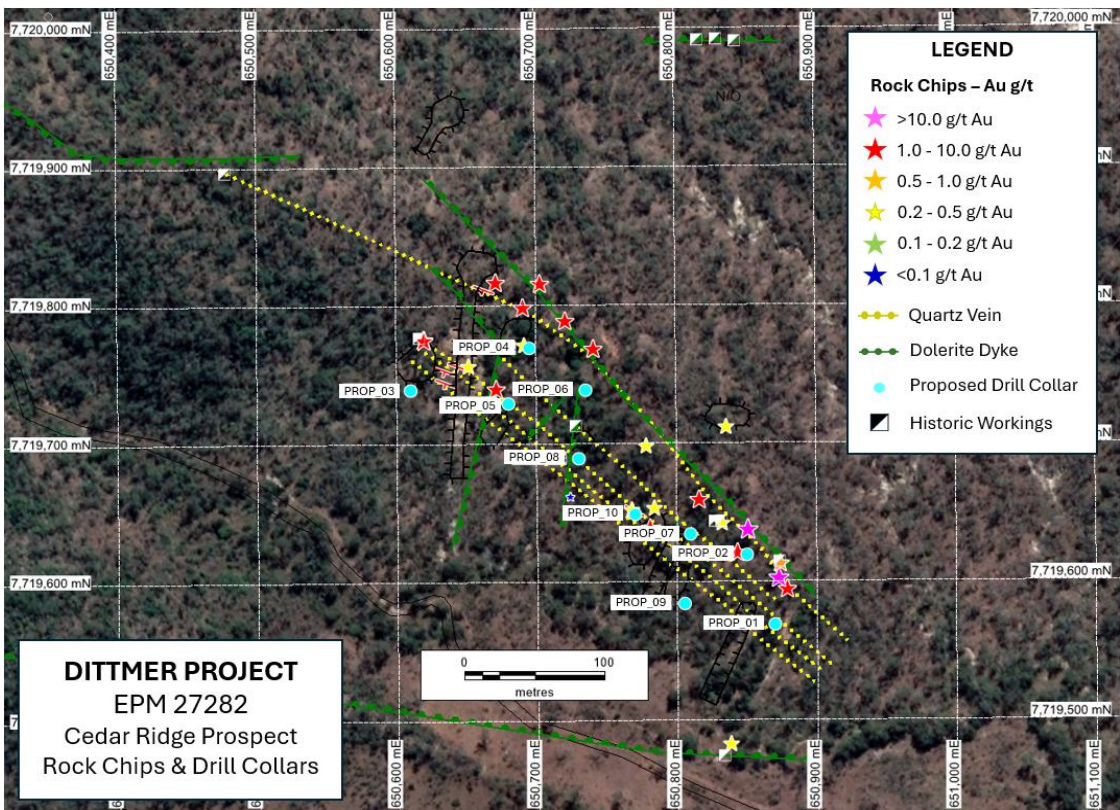 7,720,000 mN
7,720,000 mN
650,400 mE
650,500 mE
650,600 mE
650,700 mE
650,800 mE
650,900 mE
LEGEND
Rock Chips – Au g/t
>10.0 g/t Au
1.0 - 10.0 g/t Au
0.5 - 1.0 g/t Au
0.2 - 0.5 g/t Au
0.1 - 0.2 g/t Au
<0.1 g/t Au
Quartz Vein
Dolerite Dyke
Proposed Drill Collar
Historic Workings
N/O
7,719,900 mN
7,719,800 mN
PROP_04
PROP_03
PROP_06
PROP_05
7,719,700 mN
PROP_08
PROP_10
PROP_07
PROP_02
7,719,600 mN
7,719,600 mN
PROP_09
PROP_01
0 100
metres
DITTMER PROJECT
EPM 27282
Cedar Ridge Prospect
Rock Chips & Drill Collars
7,719,500 mN
650,600 mE
650,700 mE
650,800 mE
650,900 mE
651,000 mE
651,100 mE